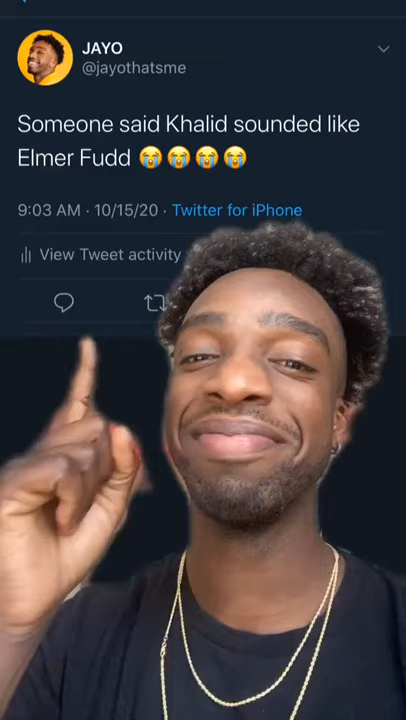 JAYO
@jayothatsme
Someone said Khalid sounded like
Elmer Fudd 😭😭😭😭
9:03 AM · 10/15/20 · Twitter for iPhone
View Tweet activity